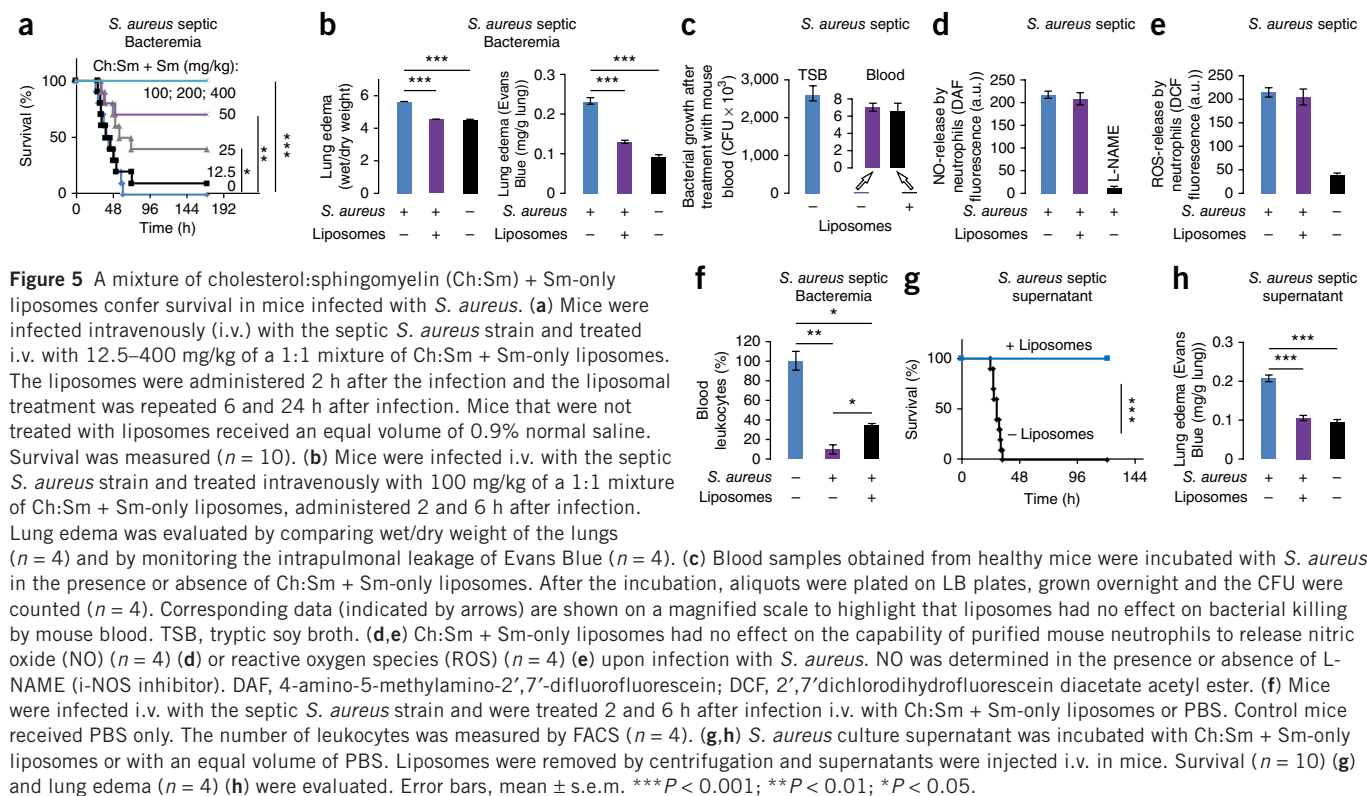 a
S. aureus septic
Bacteremia
Ch:Sm + Sm (mg/kg):
100; 200; 400
50
25
12.5
0
*
**
***
Survival (%)
100
50
0
0 48 96 144 192
Time (h)
b
S. aureus septic
Bacteremia
***
***
Lung edema
(wet/dry weight)
6
5
4
3
2
1
0
***
***
Lung edema (Evans
Blue (mg/g lung))
0.3
0.2
0.1
0
S. aureus + + – + + –
Liposomes – + – – + –
c
S. aureus septic
Bacterial growth after
treatment with mouse
blood (CFU × 10³)
3,000
2,000
1,000
0
TSB
Blood
8
6
4
2
0
– – +
Liposomes
d
S. aureus septic
NO-release by
neutrophils (DAF
fluorescence (a.u.))
250
200
150
100
50
0
L-NAME
S. aureus + + +
Liposomes – + –
e
S. aureus septic
ROS-release by
neutrophils (DCF
fluorescence (a.u.))
250
200
150
100
50
0
S. aureus + + –
Liposomes – + –
f
S. aureus septic
Bacteremia
*
**
*
Blood
leukocytes (%)
120
100
80
60
40
20
0
S. aureus – + +
Liposomes – – +
g
S. aureus septic
supernatant
+ Liposomes
– Liposomes
***
Survival (%)
100
50
0
0 48 96 144
Time (h)
h
S. aureus septic
supernatant
***
***
Lung edema (Evans
Blue (mg/g lung))
0.3
0.2
0.1
0
S. aureus + + –
Liposomes – + –
Figure 5 A mixture of cholesterol:sphingomyelin (Ch:Sm) + Sm-only
liposomes confer survival in mice infected with S. aureus. (a) Mice were
infected intravenously (i.v.) with the septic S. aureus strain and treated
i.v. with 12.5–400 mg/kg of a 1:1 mixture of Ch:Sm + Sm-only liposomes.
The liposomes were administered 2 h after the infection and the liposomal
treatment was repeated 6 and 24 h after infection. Mice that were not
treated with liposomes received an equal volume of 0.9% normal saline.
Survival was measured (n = 10). (b) Mice were infected i.v. with the septic
S. aureus strain and treated intravenously with 100 mg/kg of a 1:1 mixture
of Ch:Sm + Sm-only liposomes, administered 2 and 6 h after infection.
Lung edema was evaluated by comparing wet/dry weight of the lungs
(n = 4) and by monitoring the intrapulmonal leakage of Evans Blue (n = 4). (c) Blood samples obtained from healthy mice were incubated with S. aureus
in the presence or absence of Ch:Sm + Sm-only liposomes. After the incubation, aliquots were plated on LB plates, grown overnight and the CFU were
counted (n = 4). Corresponding data (indicated by arrows) are shown on a magnified scale to highlight that liposomes had no effect on bacterial killing
by mouse blood. TSB, tryptic soy broth. (d,e) Ch:Sm + Sm-only liposomes had no effect on the capability of purified mouse neutrophils to release nitric
oxide (NO) (n = 4) (d) or reactive oxygen species (ROS) (n = 4) (e) upon infection with S. aureus. NO was determined in the presence or absence of L-
NAME (i-NOS inhibitor). DAF, 4-amino-5-methylamino-2′,7′-difluorofluorescein; DCF, 2′,7′dichlorodihydrofluorescein diacetate acetyl ester. (f) Mice
were infected i.v. with the septic S. aureus strain and were treated 2 and 6 h after infection i.v. with Ch:Sm + Sm-only liposomes or PBS. Control mice
received PBS only. The number of leukocytes was measured by FACS (n = 4). (g,h) S. aureus culture supernatant was incubated with Ch:Sm + Sm-only
liposomes or with an equal volume of PBS. Liposomes were removed by centrifugation and supernatants were injected i.v. in mice. Survival (n = 10) (g)
and lung edema (n = 4) (h) were evaluated. Error bars, mean ± s.e.m. ***P < 0.001; **P < 0.01; *P < 0.05.